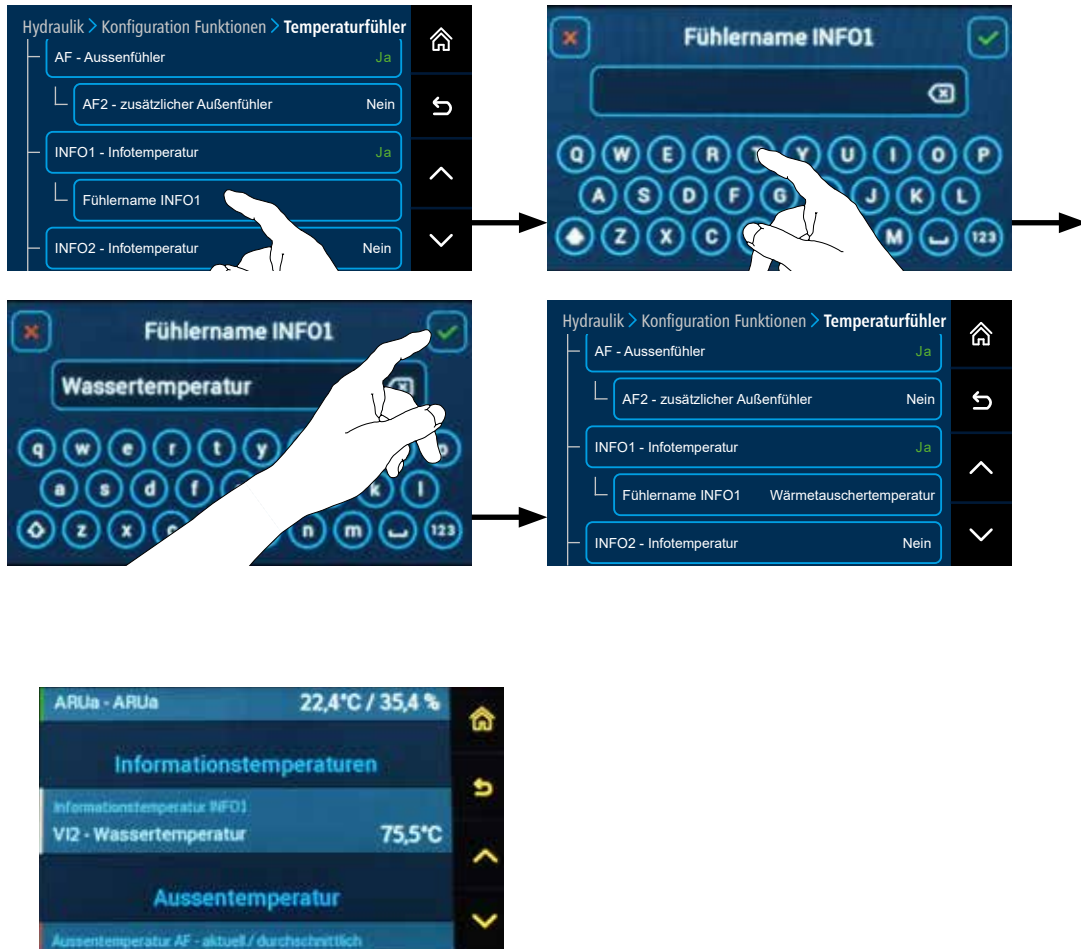 Hydraulik > Konfiguration Funktionen > Temperaturfühler
AF - Aussenfühler Ja
AF2 - zusätzlicher Außenfühler Nein
INFO1 - Infotemperatur Ja
Fühlername INFO1
INFO2 - Infotemperatur Nein
Fühlername INFO1
Q W E R T Y U I O P
A S D F G J K L
Z X C M 123
Fühlername INFO1
Wassertemperatur
q w e r t y o
a s d f k l
z x c n m 123
Hydraulik > Konfiguration Funktionen > Temperaturfühler
AF - Aussenfühler Ja
AF2 - zusätzlicher Außenfühler Nein
INFO1 - Infotemperatur Ja
Fühlername INFO1 Wärmetauschertemperatur
INFO2 - Infotemperatur Nein
ARUa - ARUa 22,4°C / 35,4 %
Informationstemperaturen
Informationstemperatur INFO1
VI2 - Wassertemperatur 75,5°C
Aussentemperatur
Aussentemperatur AF - aktuell / durchschnittlich